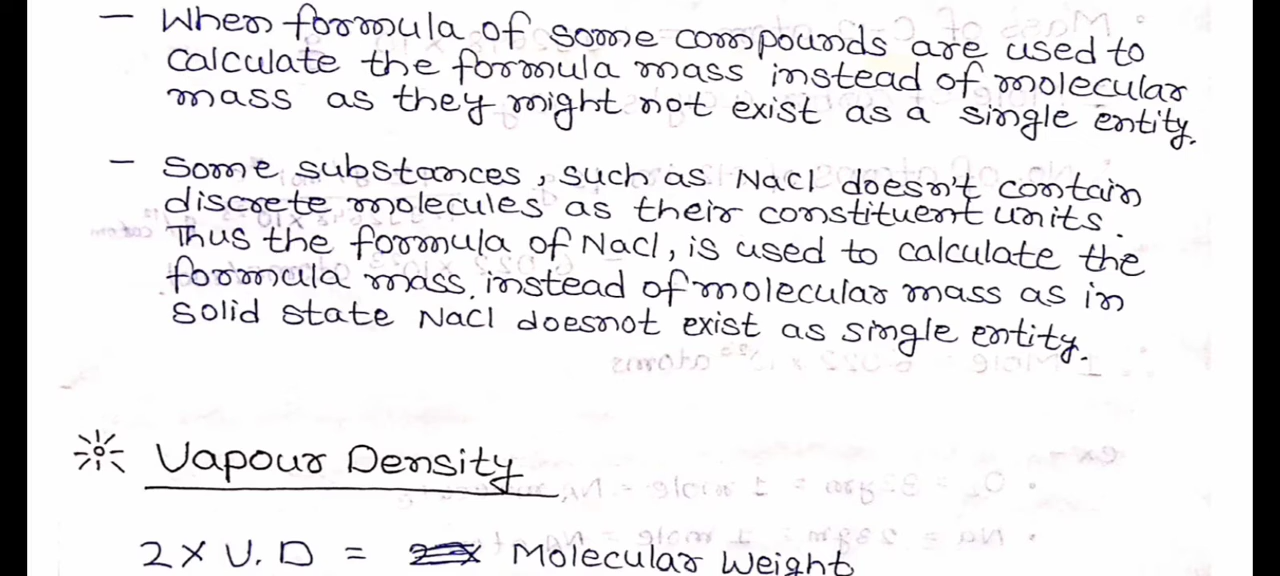 – When formula of some compounds are used to
calculate the formula mass instead of molecular
mass as they might not exist as a single entity.
– Some substances, such as NaCl doesn't contain
discrete molecules as their constituent units.
Thus the formula of NaCl, is used to calculate the
formula mass, instead of molecular mass as in
solid state NaCl doesnot exist as single entity.
Vapour Density
2 × V.D = Molecular Weight